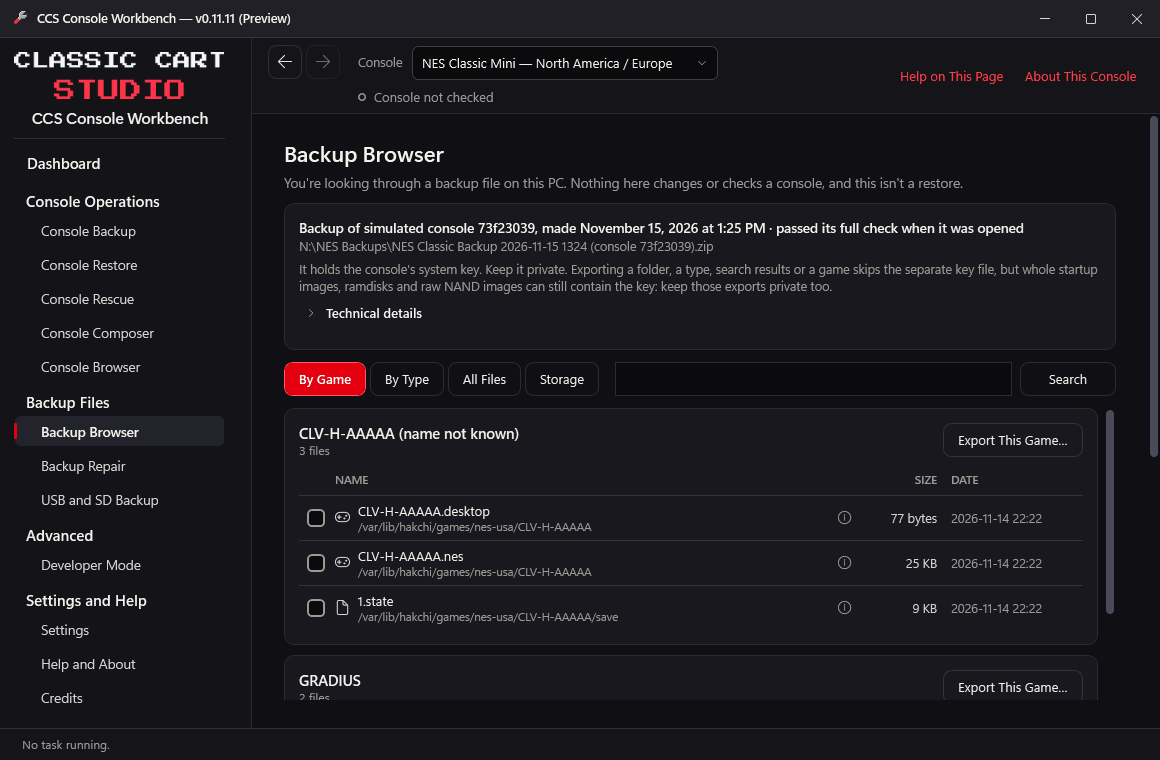 CCS Console Workbench — v0.11.11 (Preview)
CLASSIC CART
STUDIO
CCS Console Workbench
Dashboard
Console Operations
Console Backup
Console Restore
Console Rescue
Console Composer
Console Browser
Backup Files
Backup Browser
Backup Repair
USB and SD Backup
Advanced
Developer Mode
Settings and Help
Settings
Help and About
Credits
Console
NES Classic Mini — North America / Europe
Console not checked
Help on This Page
About This Console
Backup Browser
You're looking through a backup file on this PC. Nothing here changes or checks a console, and this isn't a restore.
Backup of simulated console 73f23039, made November 15, 2026 at 1:25 PM · passed its full check when it was opened
N:\NES Backups\NES Classic Backup 2026-11-15 1324 (console 73f23039).zip
It holds the console's system key. Keep it private. Exporting a folder, a type, search results or a game skips the separate key file, but whole startup
images, ramdisks and raw NAND images can still contain the key: keep those exports private too.
Technical details
By Game
By Type
All Files
Storage
Search
CLV-H-AAAAA (name not known)
3 files
Export This Game...
NAME
SIZE
DATE
CLV-H-AAAAA.desktop
/var/lib/hakchi/games/nes-usa/CLV-H-AAAAA
77 bytes
2026-11-14 22:22
CLV-H-AAAAA.nes
/var/lib/hakchi/games/nes-usa/CLV-H-AAAAA
25 KB
2026-11-14 22:22
1.state
/var/lib/hakchi/games/nes-usa/CLV-H-AAAAA/save
9 KB
2026-11-14 22:22
GRADIUS
2 files
Export This Game...
No task running.